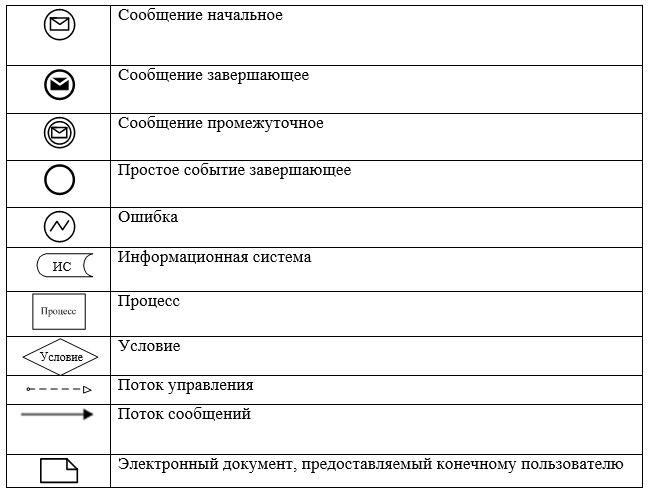 Сообщение начальное
Сообщение завершающее
Сообщение промежуточное
Простое событие завершающее
Ошибка
ИС
Информационная система
Процесс
Процесс
Условие
Условие
Поток управления
Поток сообщений
Электронный документ, предоставляемый конечному пользователю